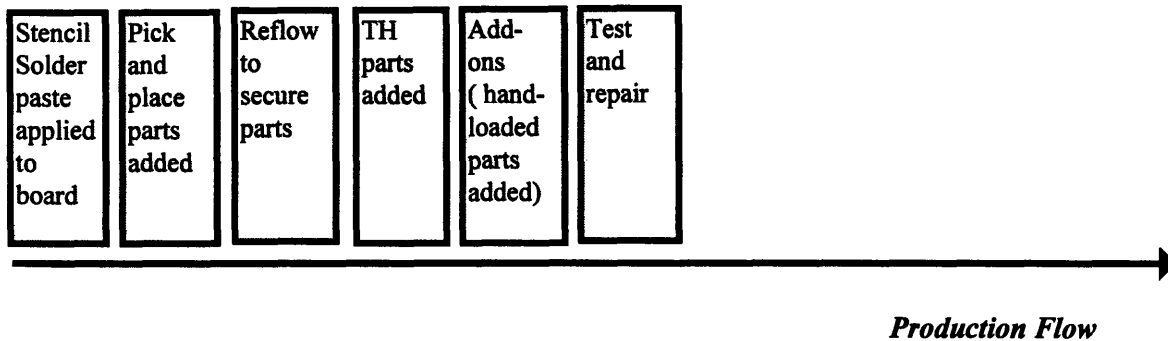 Stencil
Solder
paste
applied
to
board
Pick
and
place
parts
added
Reflow
to
secure
parts
TH
parts
added
Add-
ons
( hand-
loaded
parts
added)
Test
and
repair
Production Flow